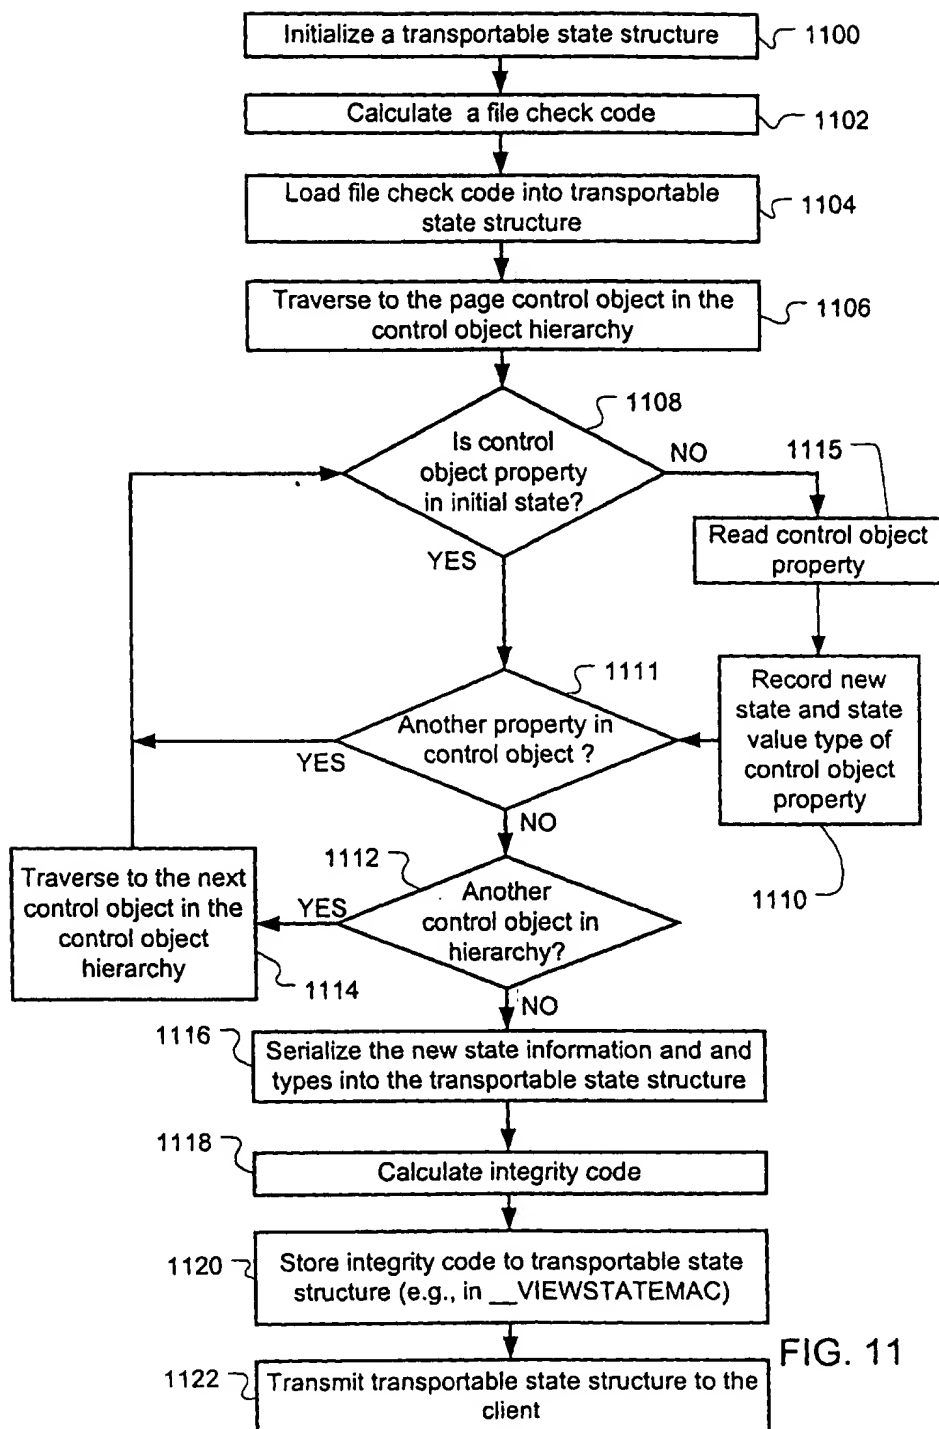 Initialize a transportable state structure
1100
Calculate a file check code
1102
Load file check code into transportable
state structure
1104
Traverse to the page control object in the
control object hierarchy
1106
1108
Is control
object property
in initial state?
NO
YES
1115
Read control object
property
1111
Another property in
control object ?
YES
NO
Record new
state and state
value type of
control object
property
1110
1112
Another
control object in
hierarchy?
YES
NO
Traverse to the next
control object in the
control object
hierarchy
1114
1116
Serialize the new state information and and
types into the transportable state structure
1118
Calculate integrity code
1120
Store integrity code to transportable state
structure (e.g., in __VIEWSTATEMAC)
FIG. 11
1122
Transmit transportable state structure to the
client